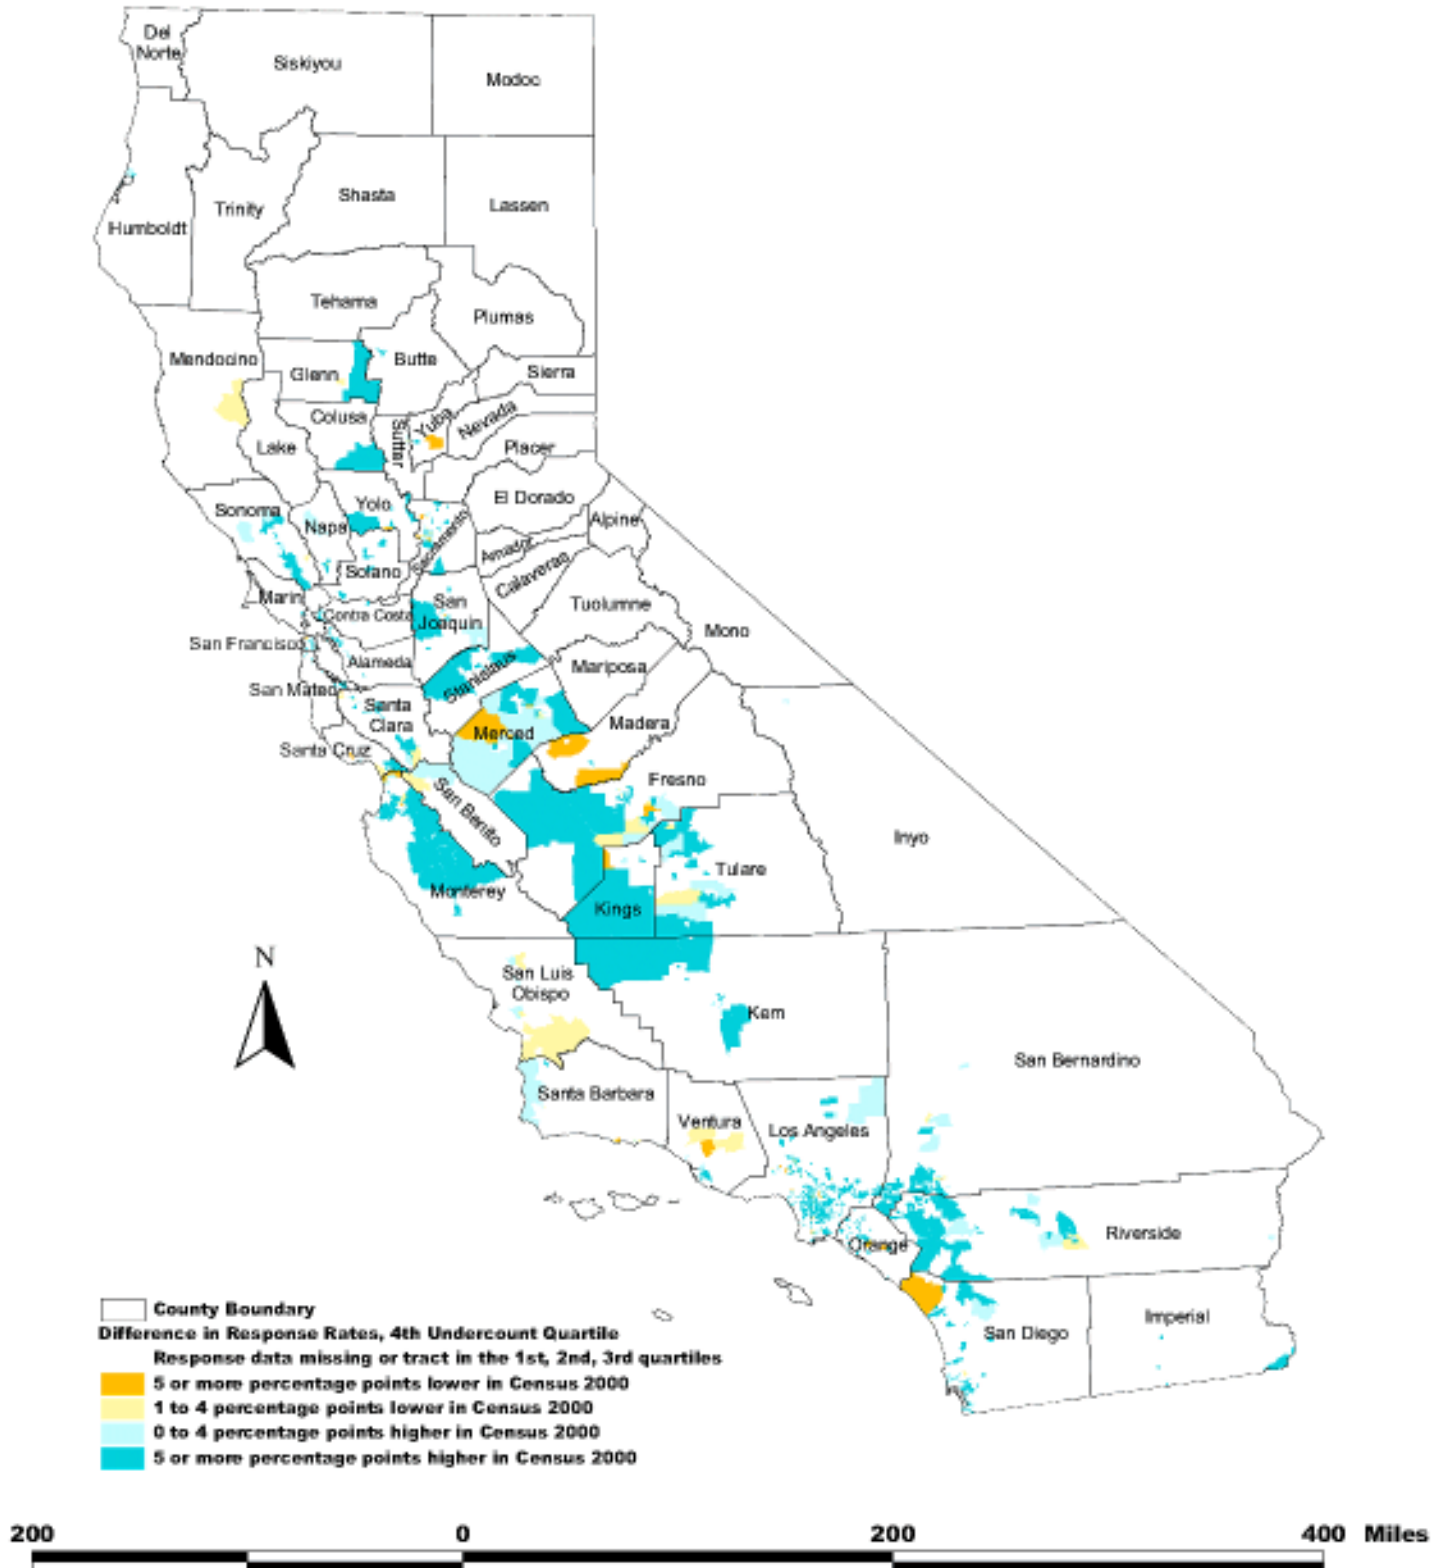 Del
Norte
Siskiyou
Modoc
Shasta
Lassen
Trinity
Humboldt
Tehama
Plumas
Mendocino
Glenn
Butte
Sierra
Colusa
Sutter
Yuba
Nevada
Lake
Placer
El Dorado
Yolo
Sonoma
Napa
Alpine
Sacramento
Amador
Solano
Calaveras
Marin
Contra Costa
San
Joaquin
Tuolumne
Mono
San Francisco
Alameda
Stanislaus
Mariposa
San Mateo
Santa
Clara
Merced
Madera
Santa Cruz
Fresno
San Benito
Inyo
Tulare
Monterey
Kings
N
San Luis
Obispo
Kern
San Bernardino
Santa Barbara
Ventura
Los Angeles
Riverside
Orange
Imperial
San Diego
County Boundary
Difference in Response Rates, 4th Undercount Quartile
Response data missing or tract in the 1st, 2nd, 3rd quartiles
5 or more percentage points lower in Census 2000
1 to 4 percentage points lower in Census 2000
0 to 4 percentage points higher in Census 2000
5 or more percentage points higher in Census 2000
200 0 200 400 Miles